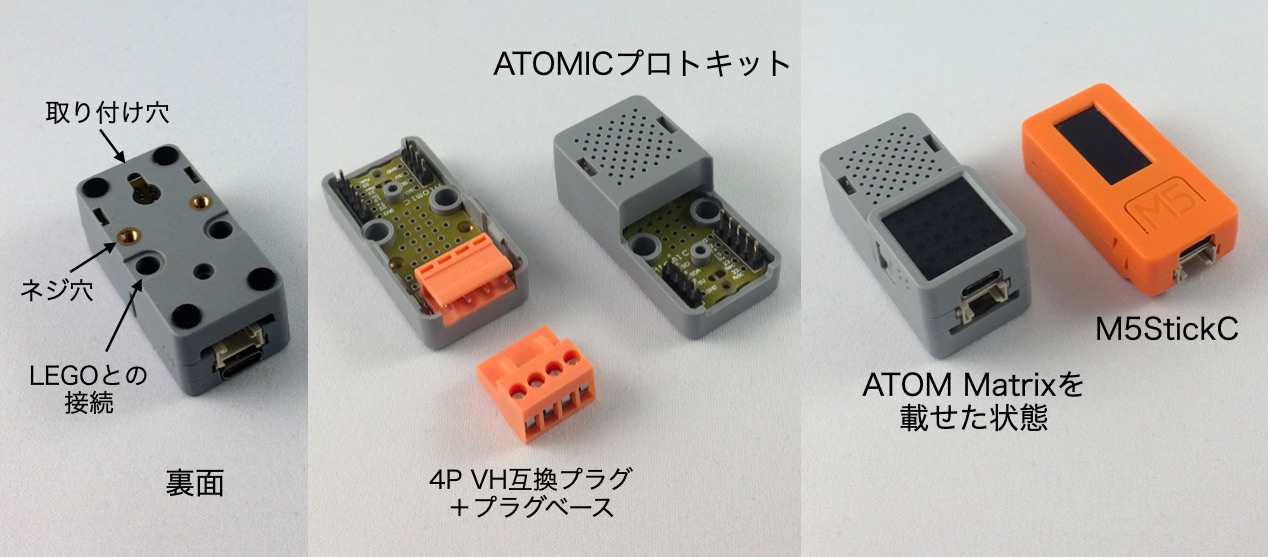 取り付け穴
ネジ穴
LEGOとの
接続
裏面
ATOMICプロトキット
4P VH互換プラグ
＋プラグベース
ATOM Matrixを
載せた状態
M5
M5StickC